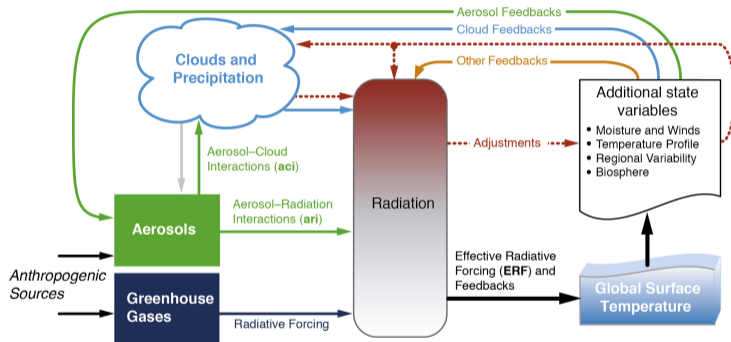 Aerosol Feedbacks
Cloud Feedbacks
Other Feedbacks
Clouds and
Precipitation
Additional state
variables
• Moisture and Winds
• Temperature Profile
• Regional Variability
• Biosphere
Adjustments
Aerosol–Cloud
Interactions (aci)
Aerosol–Radiation
Interactions (ari)
Radiation
Aerosols
Anthropogenic
Sources
Greenhouse
Gases
Radiative Forcing
Effective Radiative
Forcing (ERF) and
Feedbacks
Global Surface
Temperature